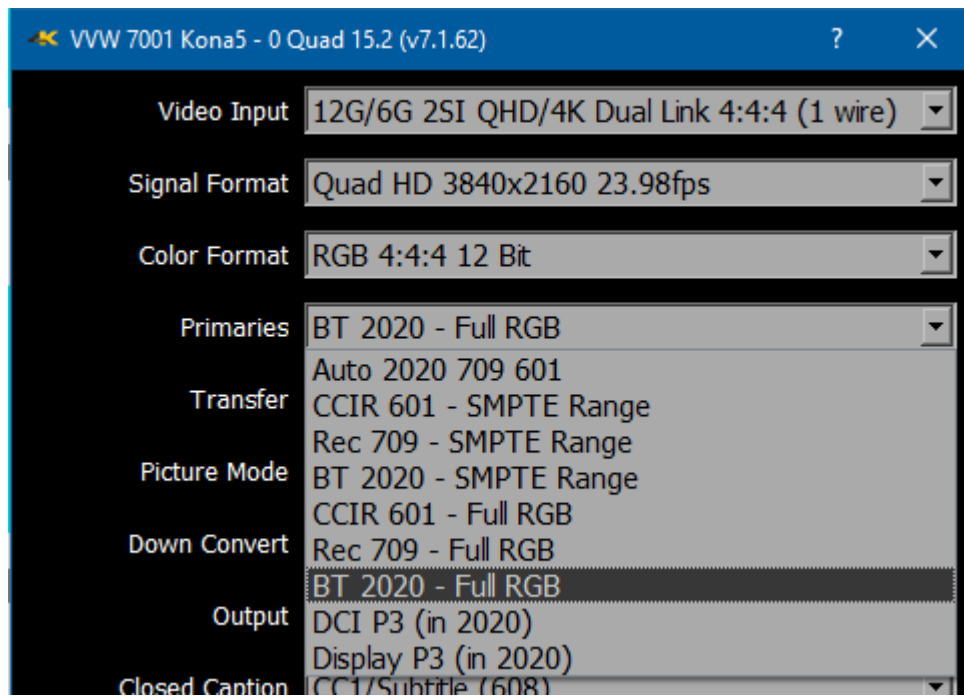 VVW 7001 Kona5 - 0 Quad 15.2 (v7.1.62) ? ×
Video Input 12G/6G 2SI QHD/4K Dual Link 4:4:4 (1 wire)
Signal Format Quad HD 3840x2160 23.98fps
Color Format RGB 4:4:4 12 Bit
Primaries BT 2020 - Full RGB
Auto 2020 709 601
Transfer
CCIR 601 - SMPTE Range
Rec 709 - SMPTE Range
Picture Mode
BT 2020 - SMPTE Range
CCIR 601 - Full RGB
Down Convert
Rec 709 - Full RGB
BT 2020 - Full RGB
Output
DCI P3 (in 2020)
Display P3 (in 2020)
Closed Caption CC1/Subtitle (608)